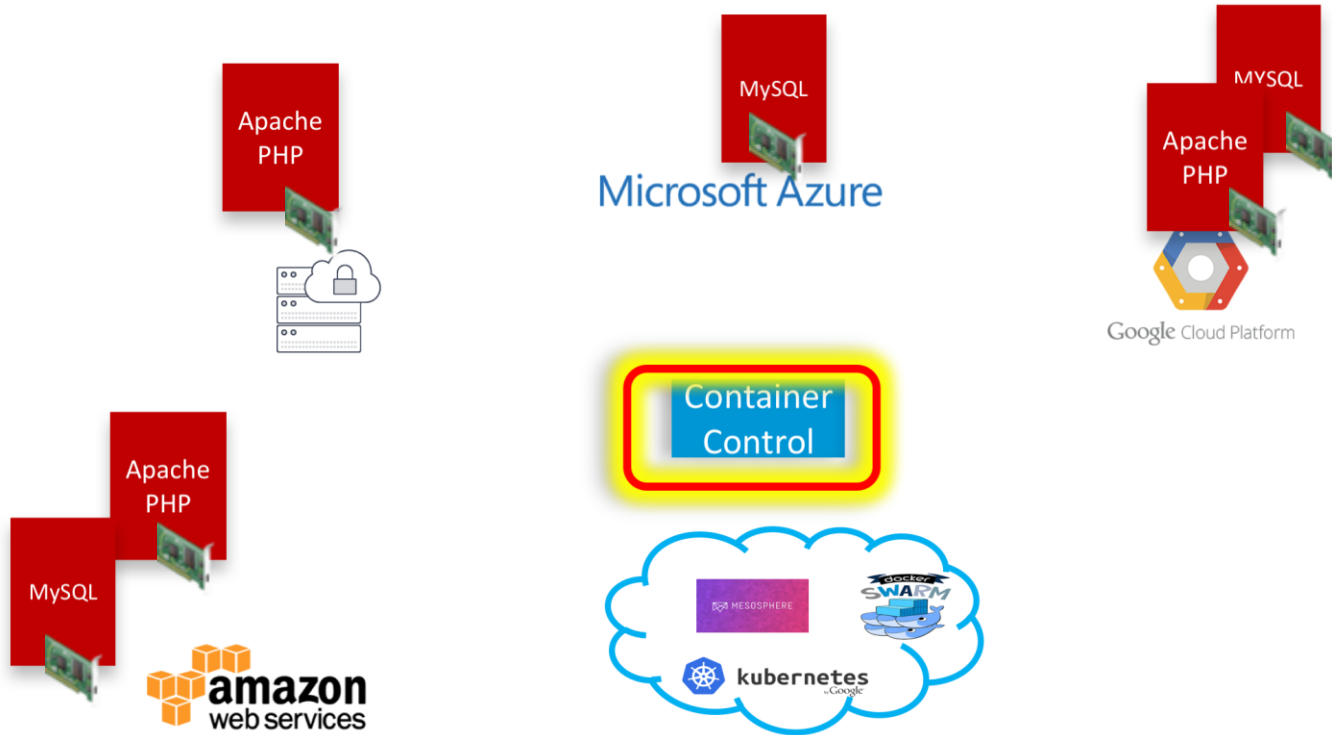 MySQL
Microsoft Azure
Apache
PHP
MYSQL
Apache
PHP
Google Cloud Platform
Container
Control
Apache
PHP
MySQL
amazon
web services
MESOSPHERE
docker
SWARM
kubernetes
by Google